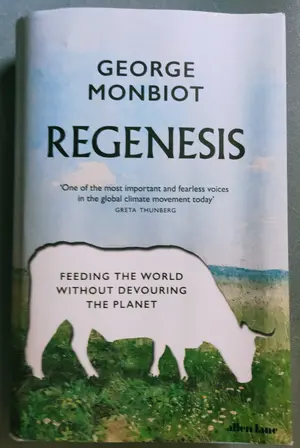 GEORGE
MONBIOT
REGENESIS
'One of the most important and fearless voices
in the global climate movement today'
GRETA THUNBERG
FEEDING THE WORLD
WITHOUT DEVOURING
THE PLANET
allen lane